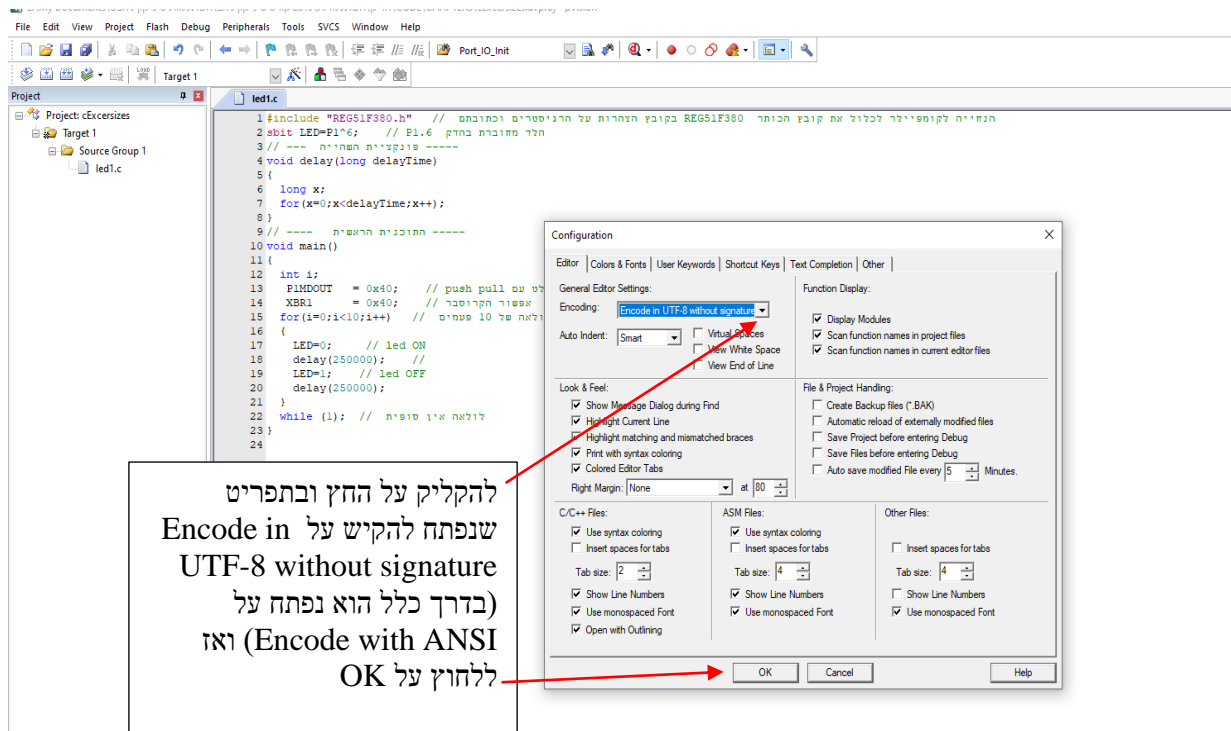 File Edit View Project Flash Debug Peripherals Tools SVCS Window Help
Port_IO_Init
LOAD Target 1
Project
led1.c
Project: cExcersizes
Target 1
Source Group 1
led1.c
1 #include "REG51F380.h" // הנחייה לקומפיילר לכלול את קובץ הכותר REG51F380 בקובץ הצהרות על הרגיסטרים וכתובתם
2 sbit LED=P1^6; // P1.6 הלד מחוברת בהדק
3 // --- פונקציית השהייה -----
4 void delay(long delayTime)
5 {
6 long x;
7 for(x=0;x<delayTime;x++);
8 }
9 // ---- התוכנית הראשית -----
10 void main()
11 {
12 int i;
13 P1MDOUT = 0x40; // push pull לט עם
14 XBR1 = 0x40; // אפשור הקרוסבר
15 for(i=0;i<10;i++) // ולאה של 10 פעמים
16 {
17 LED=0; // led ON
18 delay(250000); //
19 LED=1; // led OFF
20 delay(250000);
21 }
22 while (1); // לולאה אין סופית
23 }
24
Configuration
Editor Colors & Fonts User Keywords Shortcut Keys Text Completion Other
General Editor Settings:
Encoding: Encode in UTF-8 without signature
Auto Indent: Smart
Virtual Spaces
View White Space
View End of Line
Function Display:
Display Modules
Scan function names in project files
Scan function names in current editor files
Look & Feel:
Show Message Dialog during Find
Highlight Current Line
Highlight matching and mismatched braces
Print with syntax coloring
Colored Editor Tabs
Right Margin: None at 80
File & Project Handling:
Create Backup files (*.BAK)
Automatic reload of externally modified files
Save Project before entering Debug
Save Files before entering Debug
Auto save modified File every 5 Minutes.
C/C++ Files:
Use syntax coloring
Insert spaces for tabs
Tab size: 2
Show Line Numbers
Use monospaced Font
Open with Outlining
ASM Files:
Use syntax coloring
Insert spaces for tabs
Tab size: 4
Show Line Numbers
Use monospaced Font
Other Files:
Insert spaces for tabs
Tab size: 4
Show Line Numbers
Use monospaced Font
OK Cancel Help
להקליק על החץ ובתפריט
שנפתח להקיש על Encode in
UTF-8 without signature
(בדרך כלל הוא נפתח על
Encode with ANSI) ואז
ללחוץ על OK